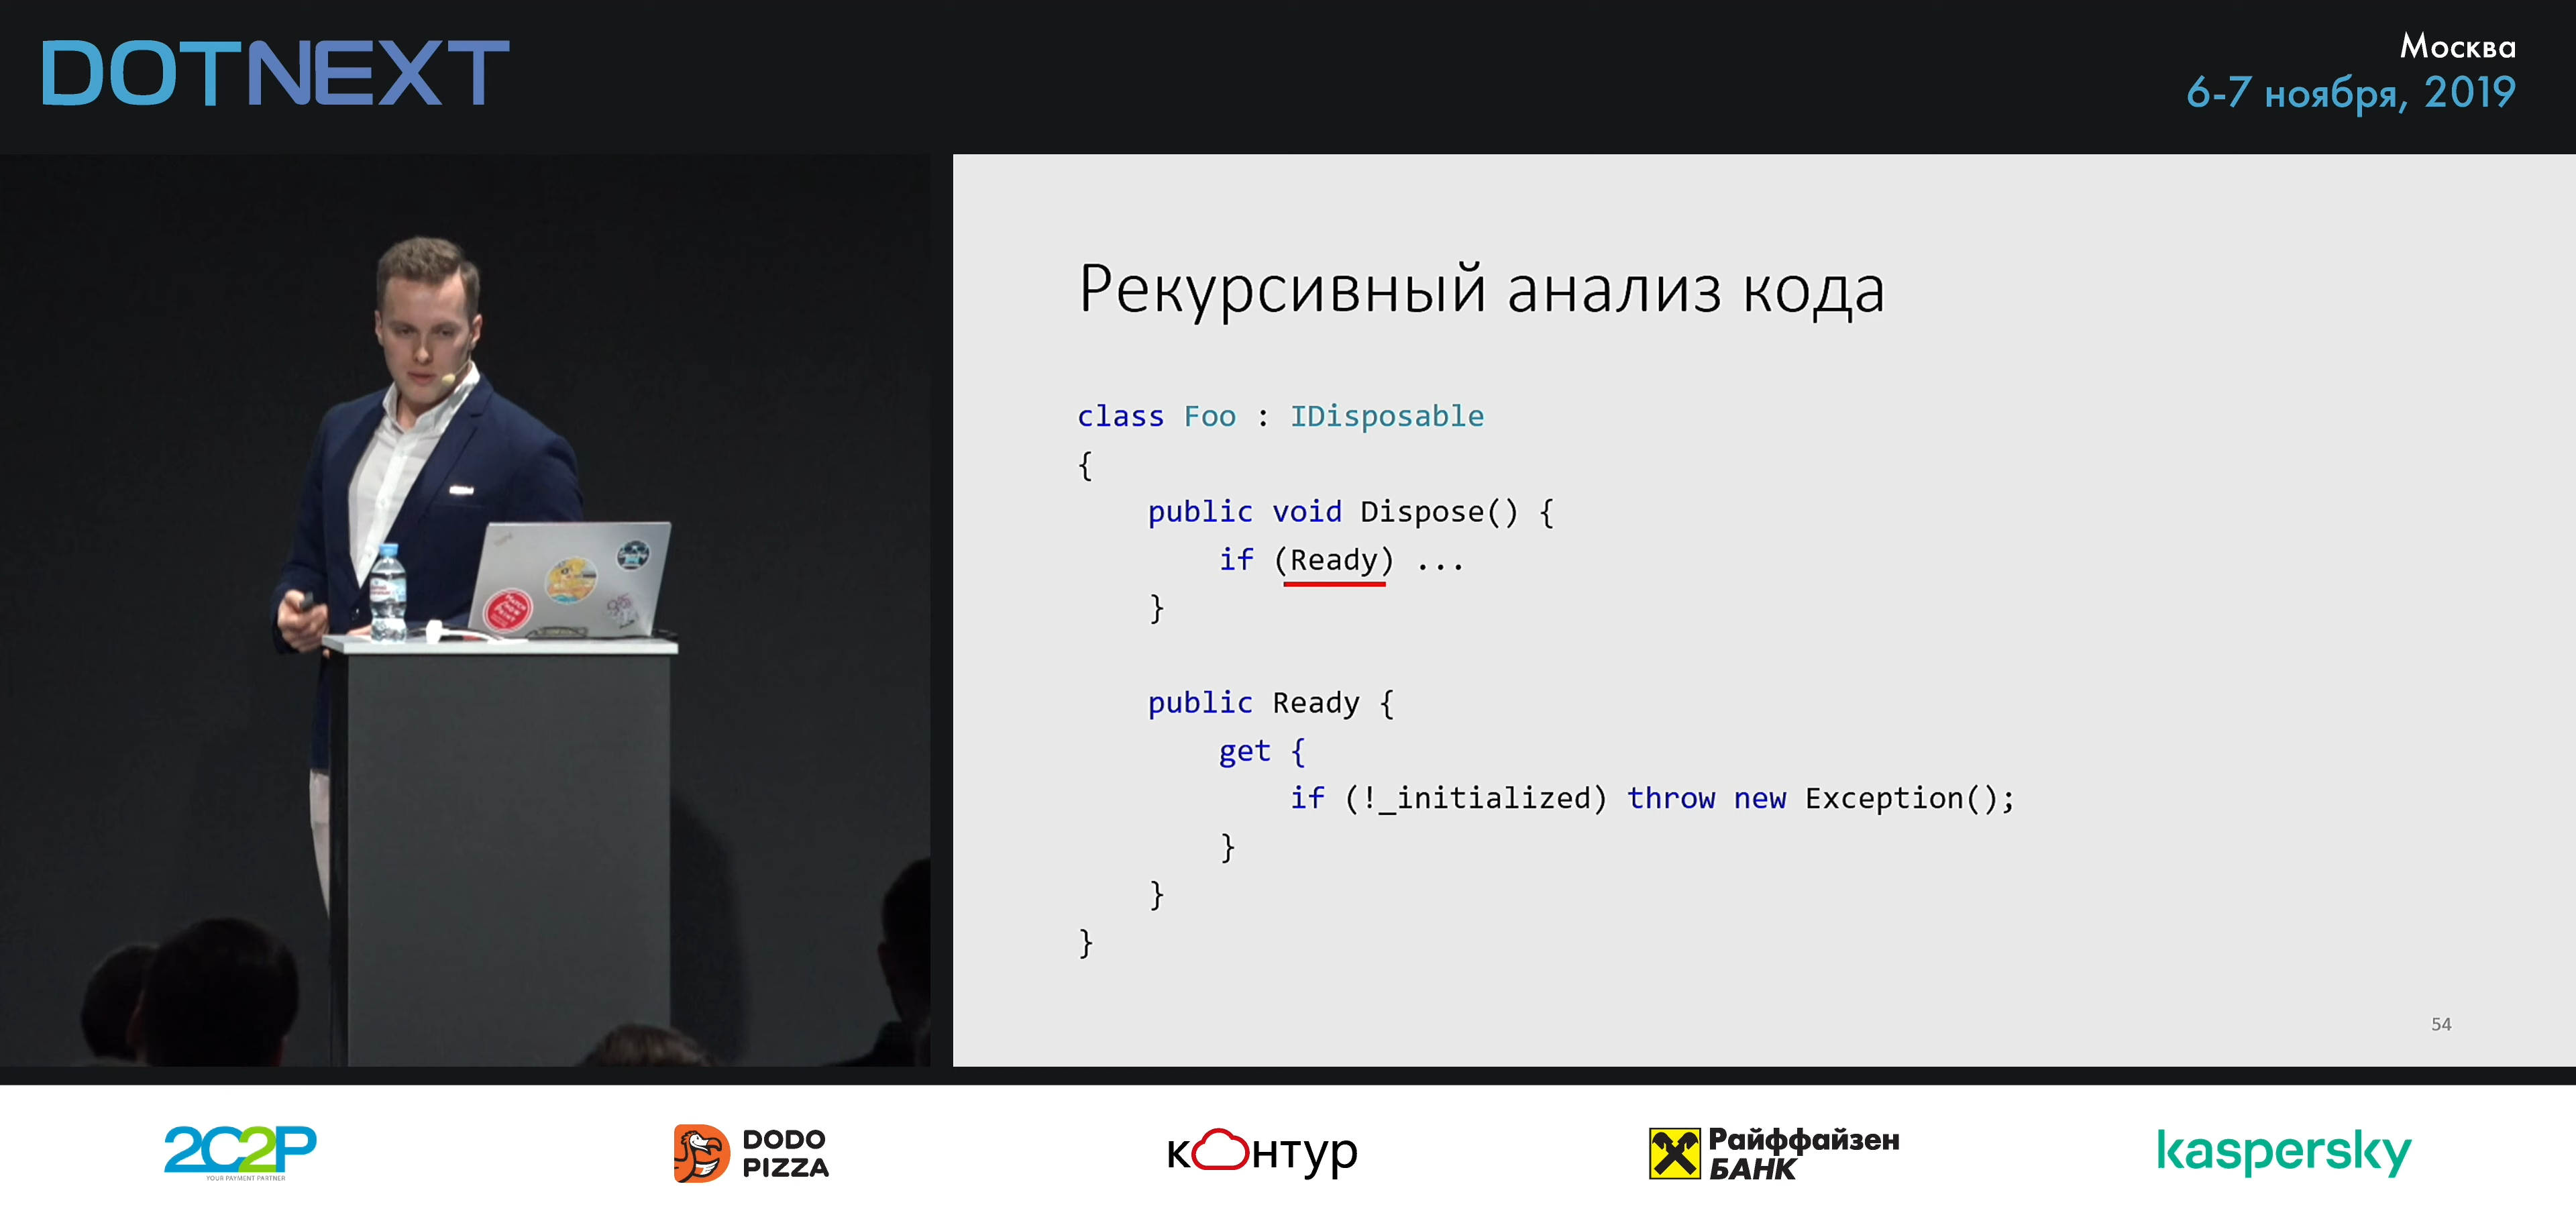 DOTNEXT
Москва
6-7 ноября, 2019
Рекурсивный анализ кода
class Foo : IDisposable
{
public void Dispose() {
if (Ready) ...
}
public Ready {
get {
if (!_initialized) throw new Exception();
}
}
}
54
2C2P
YOUR PAYMENT PARTNER
DODO
PIZZA
контур
Райффайзен
БАНК
kaspersky